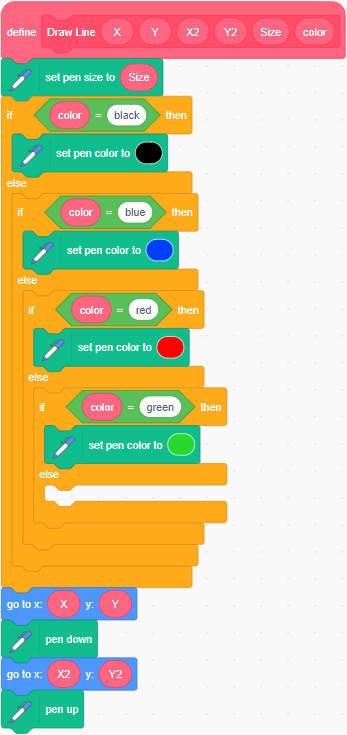 define Draw Line X Y X2 Y2 Size color
set pen size to Size
if color = black then
set pen color to
else
if color = blue then
set pen color to
else
if color = red then
set pen color to
else
if color = green then
set pen color to
else
go to x: X y: Y
pen down
go to x: X2 y: Y2
pen up